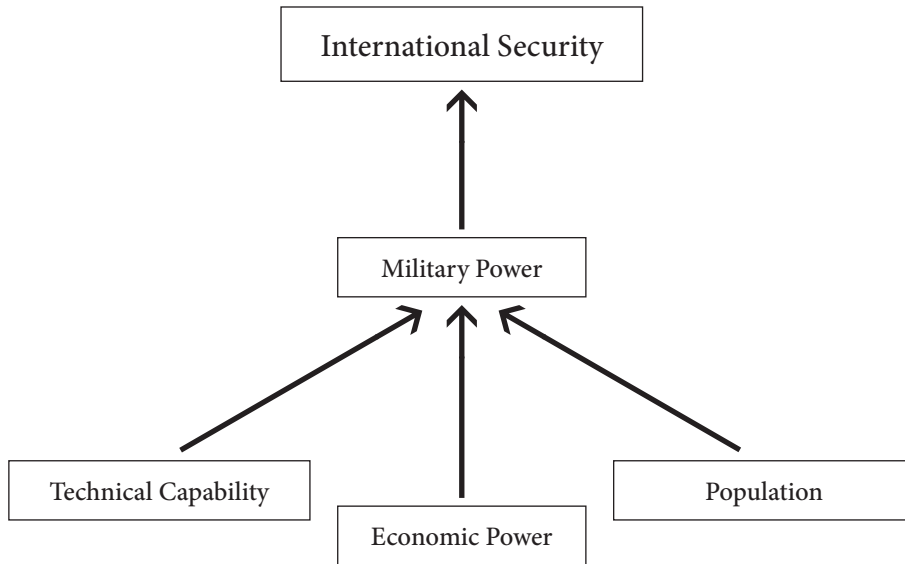 International Security
Military Power
Technical Capability
Population
Economic Power